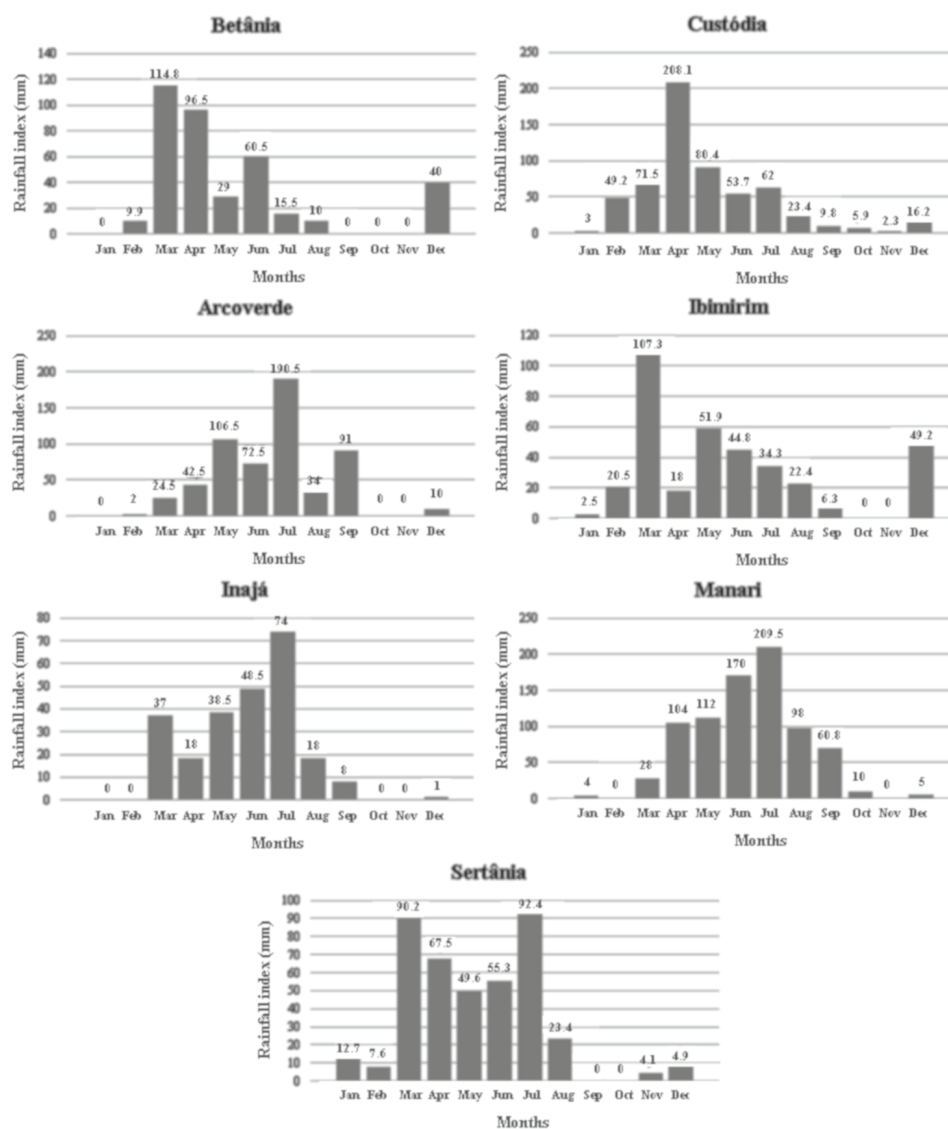 Betânia
Rainfall index (mm)
140
120
100
80
60
40
20
0
0 9.9 114.8 96.5 29 60.5 15.5 10 0 0 0 40
Jan Feb Mar Apr May Jun Jul Aug Sep Oct Nov Dec
Months
Custódia
Rainfall index (mm)
250
200
150
100
50
0
3 49.2 71.5 208.1 80.4 53.7 62 23.4 9.8 5.9 2.3 16.2
Jan Feb Mar Apr May Jun Jul Aug Sep Oct Nov Dec
Months
Arcoverde
Rainfall index (mm)
250
200
150
100
50
0
0 2 24.5 42.5 106.5 72.5 190.5 34 91 0 0 10
Jan Feb Mar Apr May Jun Jul Aug Sep Oct Nov Dec
Months
Ibimirim
Rainfall index (mm)
120
100
80
60
40
20
0
2.5 20.5 107.3 18 51.9 44.8 34.3 22.4 6.3 0 0 49.2
Jan Feb Mar Apr May Jun Jul Aug Sep Oct Nov Dec
Months
Inajá
Rainfall index (mm)
80
70
60
50
40
30
20
10
0
0 0 37 18 38.5 48.5 74 18 8 0 0 1
Jan Feb Mar Apr May Jun Jul Aug Sep Oct Nov Dec
Months
Manari
Rainfall index (mm)
250
200
150
100
50
0
4 0 28 104 112 170 209.5 98 60.8 10 0 5
Jan Feb Mar Apr May Jun Jul Aug Sep Oct Nov Dec
Months
Sertânia
Rainfall index (mm)
100
90
80
70
60
50
40
30
20
10
0
12.7 7.6 90.2 67.5 49.6 55.3 92.4 23.4 0 0 4.1 4.9
Jan Feb Mar Apr May Jun Jul Aug Sep Oct Nov Dec
Months